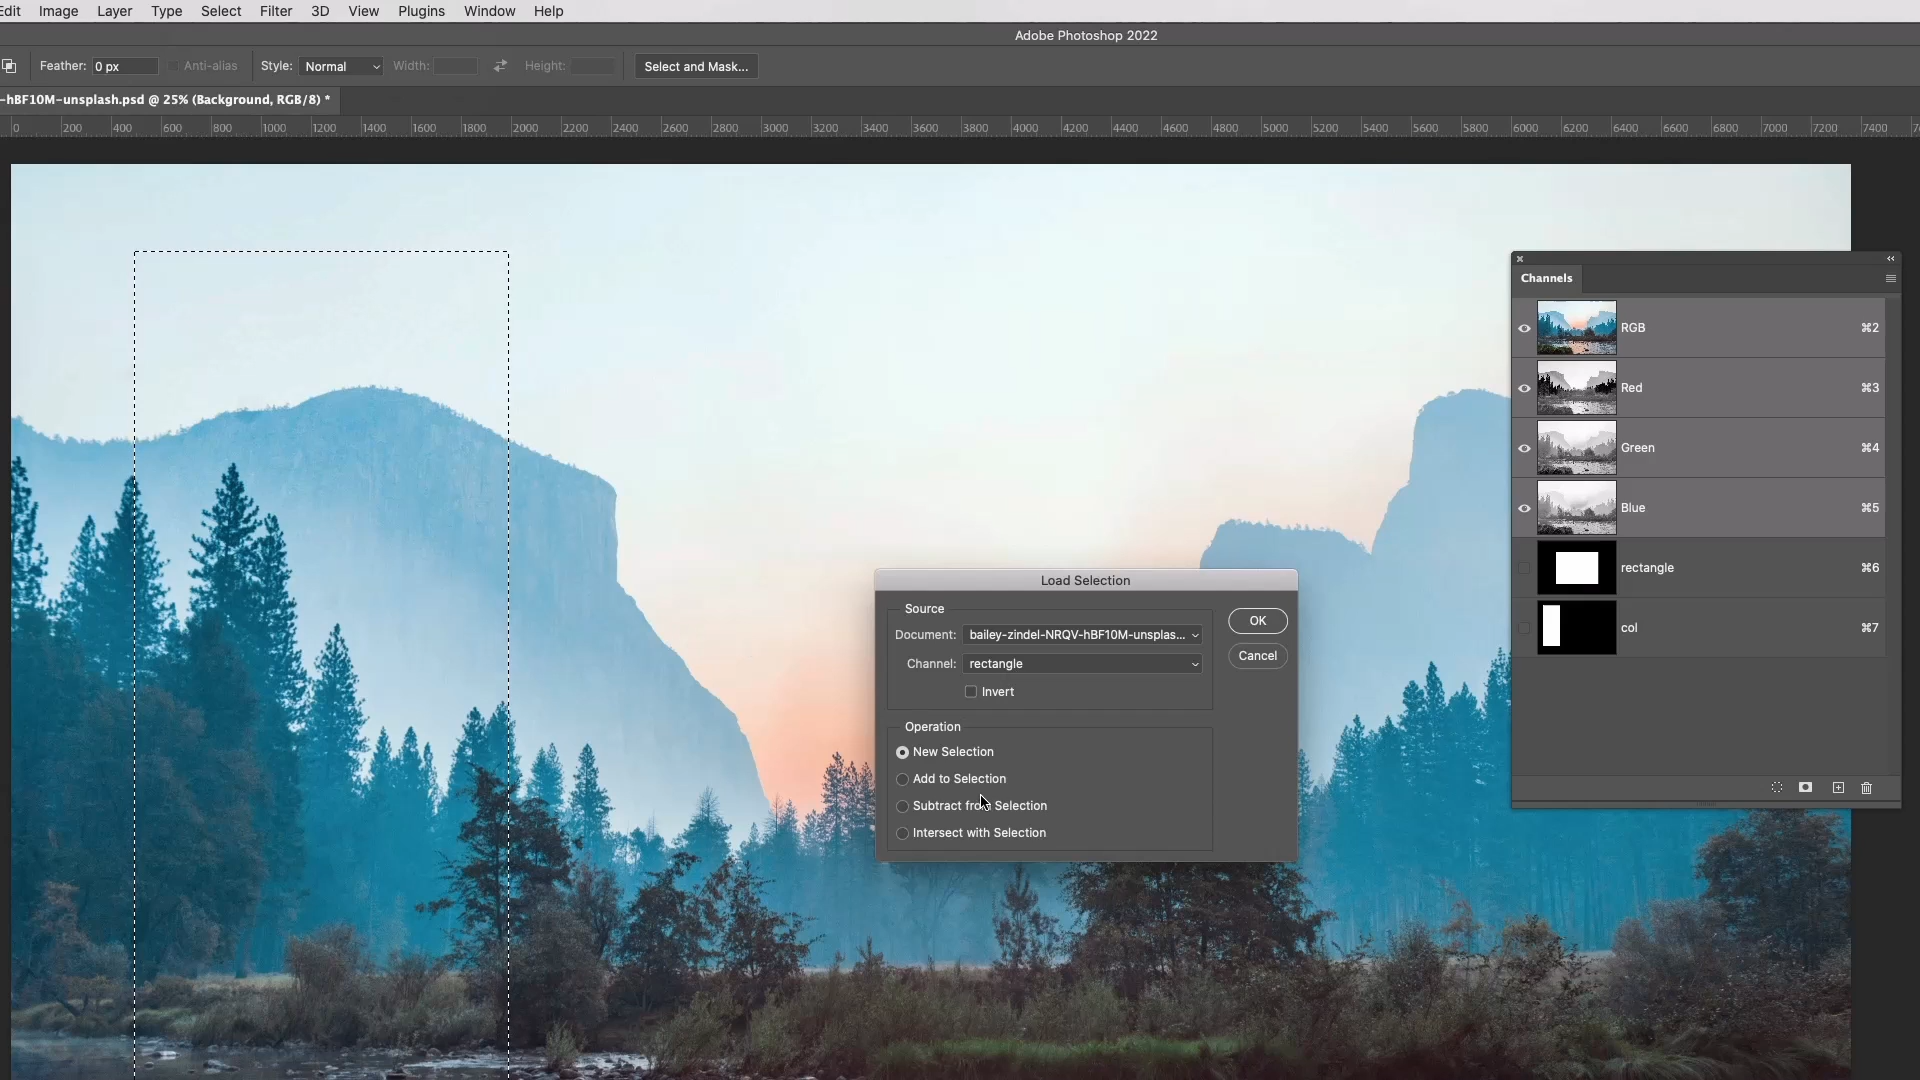 Edit Image Layer Type Select Filter 3D View Plugins Window Help
Adobe Photoshop 2022
Feather: 0 px Anti-alias Style: Normal Width: Height: Select and Mask...
-hBF10M-unsplash.psd @ 25% (Background, RGB/8) *
0 200 400 600 800 1000 1200 1400 1600 1800 2000 2200 2400 2600 2800 3000 3200 3400 3600 3800 4000 4200 4400 4600 4800 5000 5200 5400 5600 5800 6000 6200 6400 6600 6800 7000 7200 7400
Channels
RGB ⌘2
Red ⌘3
Green ⌘4
Blue ⌘5
rectangle ⌘6
col ⌘7
Load Selection
Source
Document: bailey-zindel-NRQV-hBF10M-unsplas...
Channel: rectangle
Invert
OK
Cancel
Operation
New Selection
Add to Selection
Subtract from Selection
Intersect with Selection